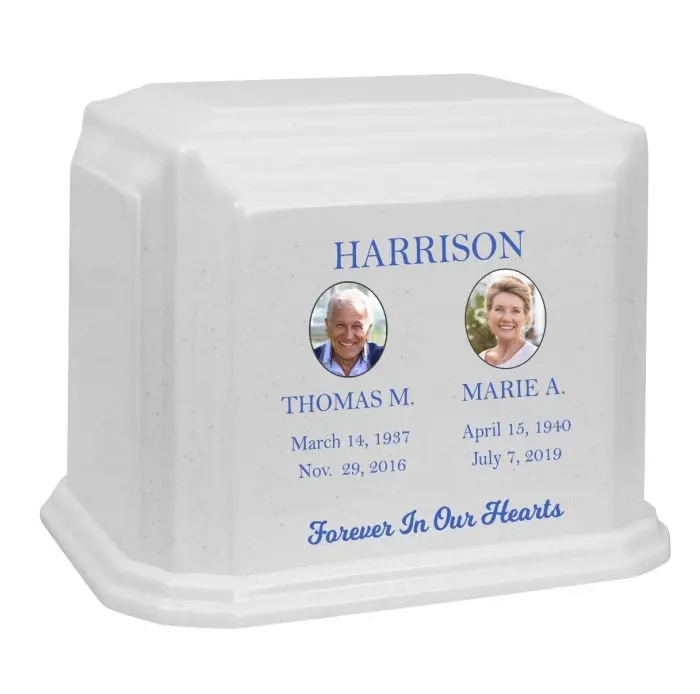 HARRISON
THOMAS M.
March 14, 1937
Nov. 29, 2016
MARIE A.
April 15, 1940
July 7, 2019
Forever In Our Hearts